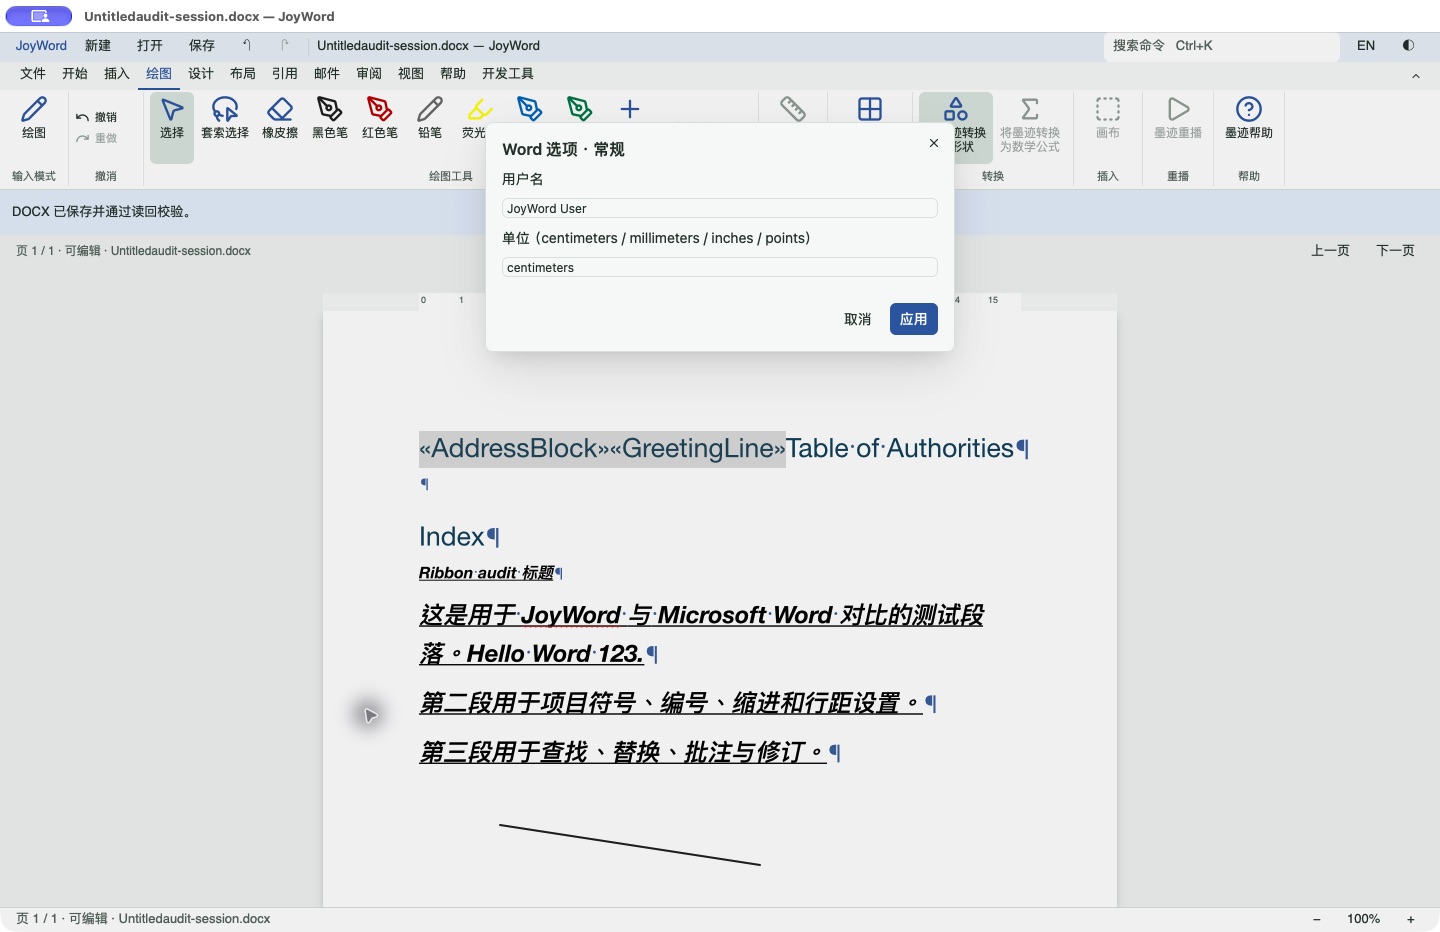 Untitledaudit-session.docx — JoyWord
JoyWord 新建 打开 保存 Untitledaudit-session.docx — JoyWord 搜索命令 Ctrl+K EN
文件 开始 插入 绘图 设计 布局 引用 邮件 审阅 视图 帮助 开发工具
绘图 撤销 重做 选择 套索选择 橡皮擦 黑色笔 红色笔 铅笔 荧光 转换 形状 将墨迹转换 为数学公式 画布 墨迹重播 墨迹帮助
输入模式 撤消 绘图工具 转换 插入 重播 帮助
DOCX 已保存并通过读回校验。
页 1 / 1 · 可编辑 · Untitledaudit-session.docx 上一页 下一页
Word 选项 · 常规
用户名
JoyWord User
单位 (centimeters / millimeters / inches / points)
centimeters
取消 应用
0 1 4 15
«AddressBlock»«GreetingLine»Table·of·Authorities¶
¶
Index¶
Ribbon·audit·标题¶
这是用于·JoyWord·与·Microsoft·Word·对比的测试段
落。Hello·Word·123.¶
第二段用于项目符号、编号、缩进和行距设置。¶
第三段用于查找、替换、批注与修订。¶
页 1 / 1 · 可编辑 · Untitledaudit-session.docx − 100% +